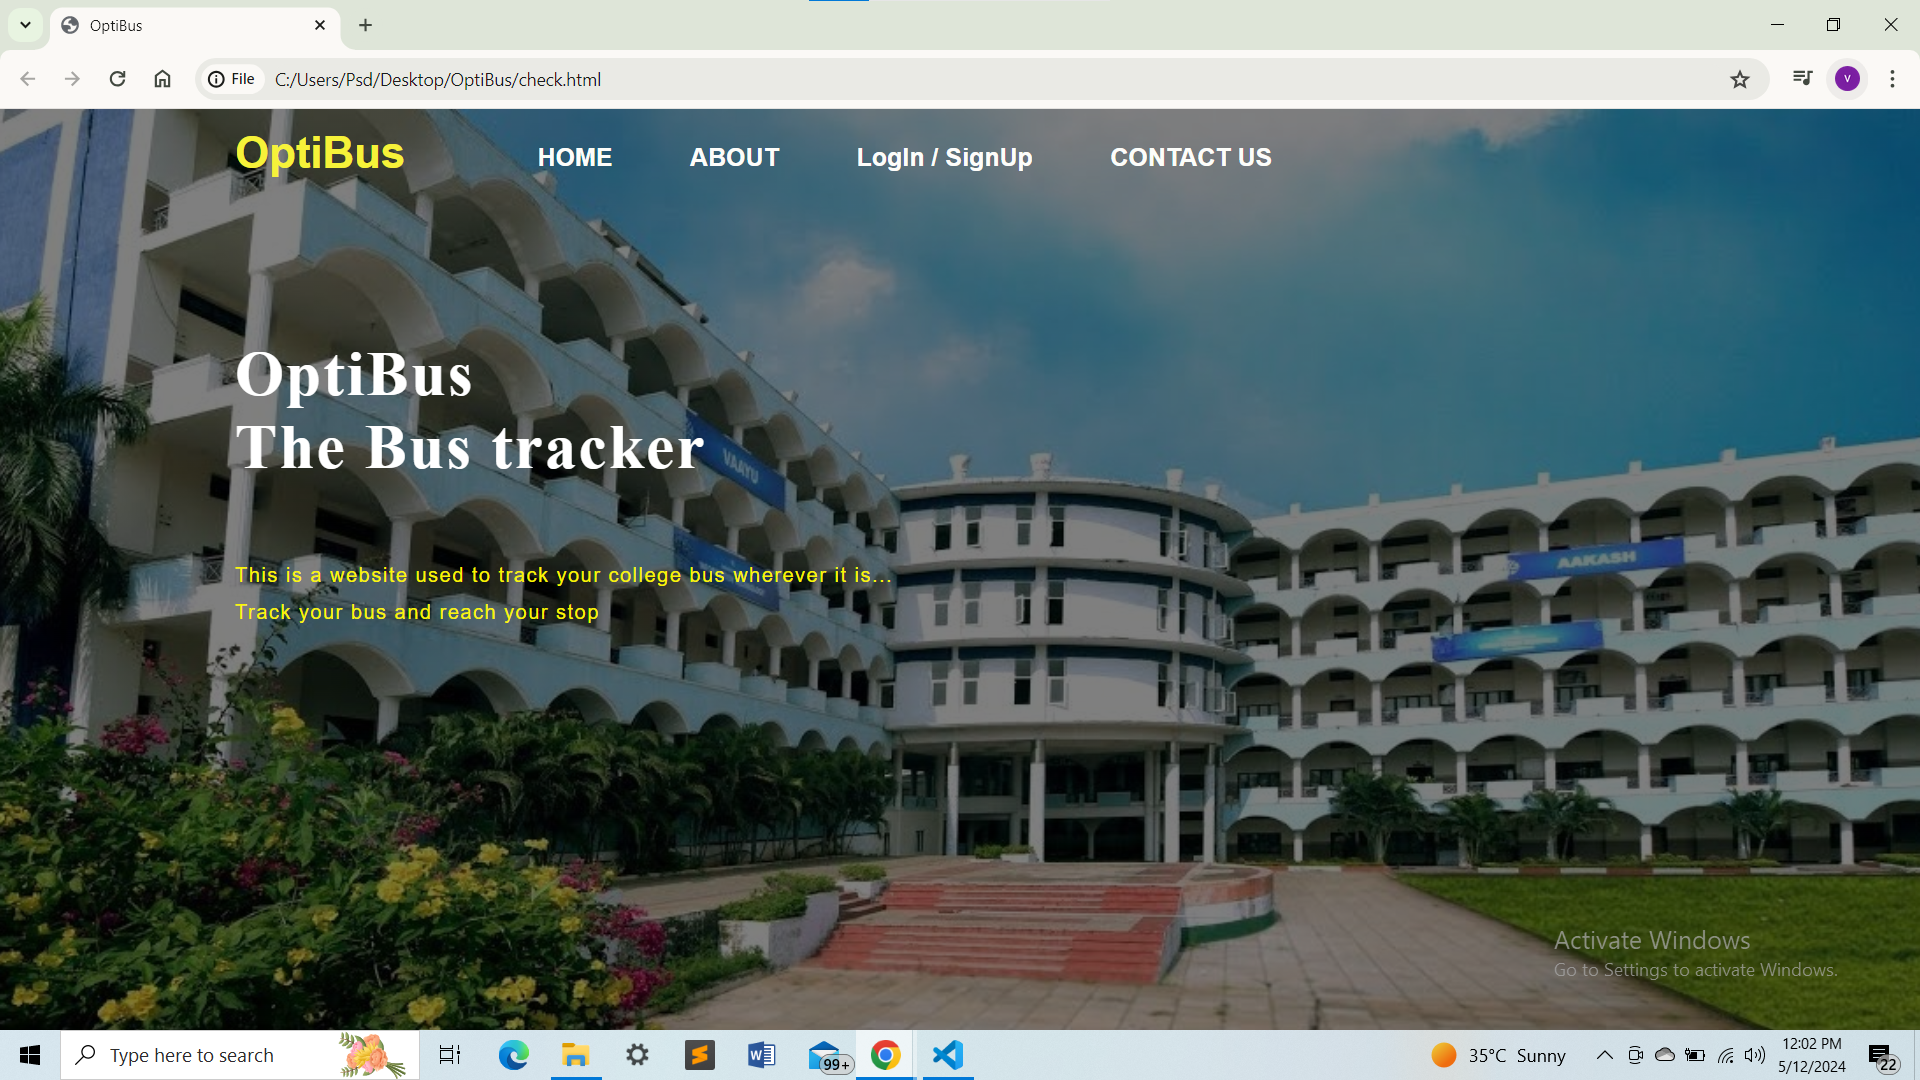 OptiBus
File
C:/Users/Psd/Desktop/OptiBus/check.html
V
OptiBus
HOME
ABOUT
LogIn / SignUp
CONTACT US
OptiBus
The Bus tracker
VAAYU
AAKASH
This is a website used to track your college bus wherever it is...
Track your bus and reach your stop
Activate Windows
Go to Settings to activate Windows.
Type here to search
99+
35°C Sunny
12:02 PM
5/12/2024
22